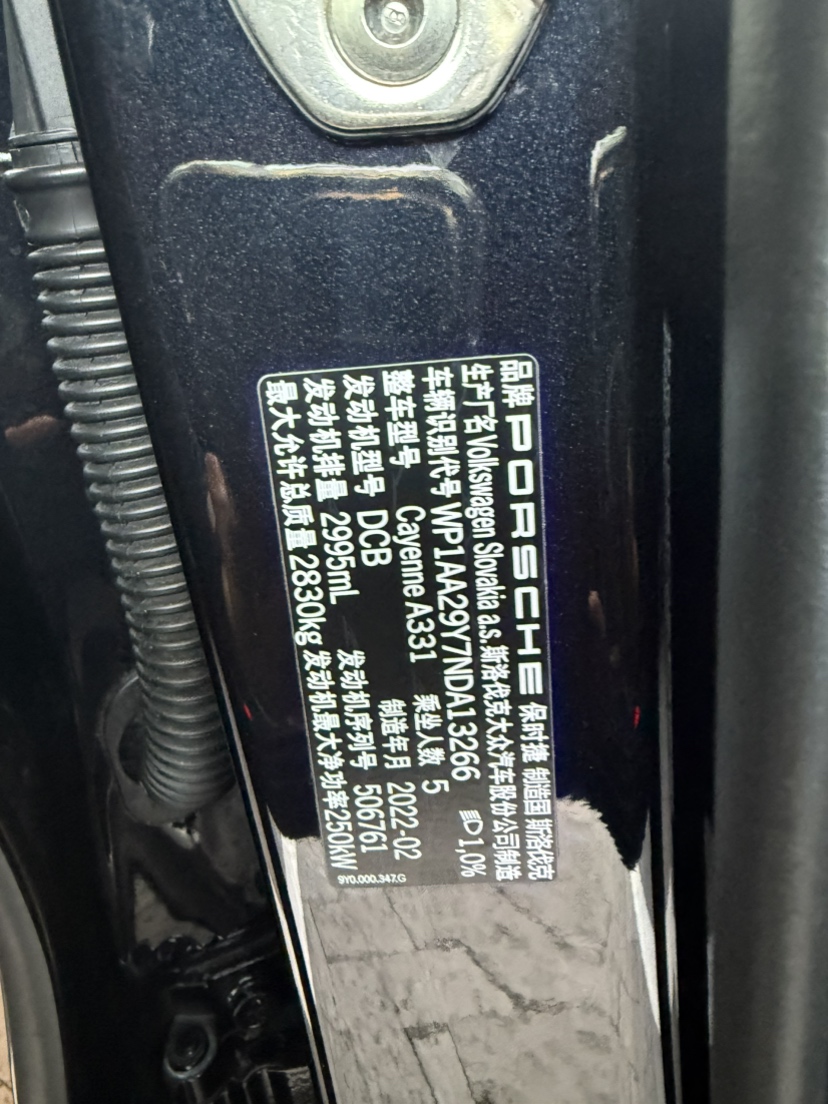 品牌 PORSCHE 保时捷 制造国 斯洛伐克
生产厂名 Volkswagen Slovakia a.s. 斯洛伐克大众汽车股份公司制造
车辆识别代号 WP1AA29Y7NDA13266 1,0%
整车型号 Cayenne A331 乘坐人数 5
发动机型号 DCB 制造年月 2022-02
发动机排量 2995mL 发动机序列号 506761
最大允许总质量 2830kg 发动机最大净功率250kW
9Y0.000.347.G